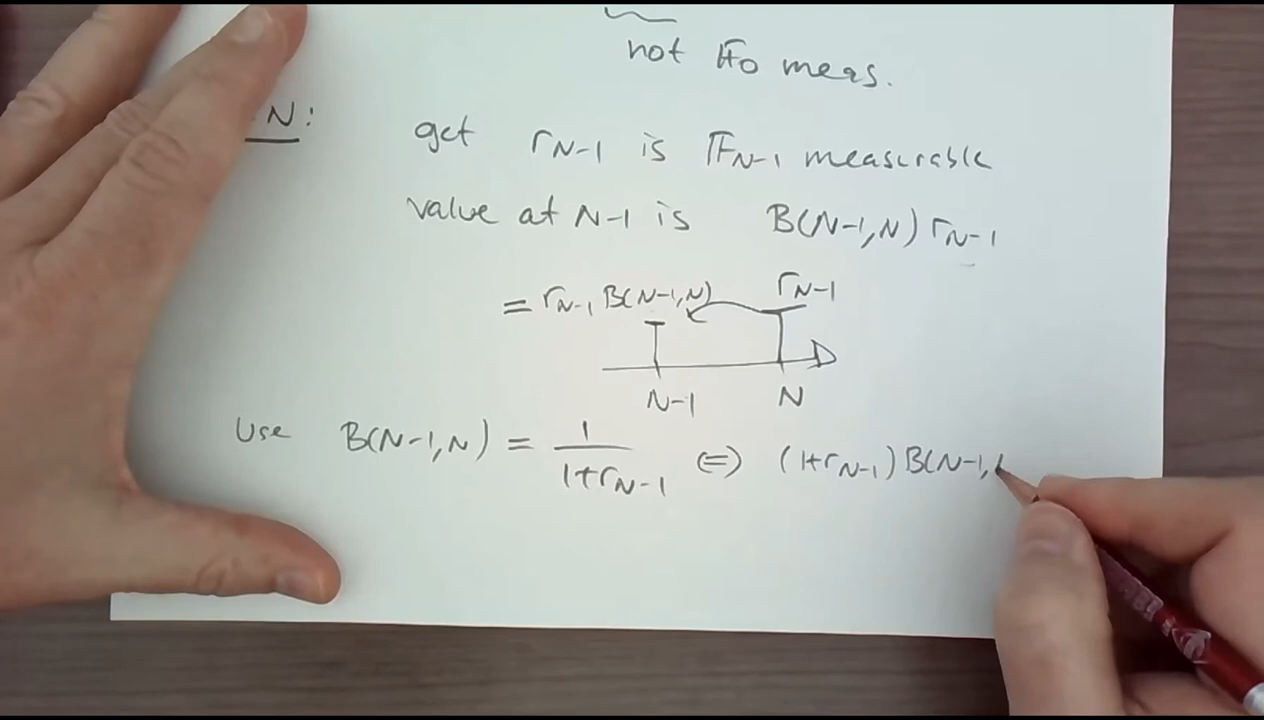 not F₀ meas.
N:
get r_{N-1} is F_{N-1} measurable
value at N-1 is B(N-1,N) r_{N-1}
= r_{N-1} B(N-1,N) r_{N-1}
N-1 N
Use B(N-1,N) = 1/(1+r_{N-1}) ⇔ (1+r_{N-1}) B(N-1,